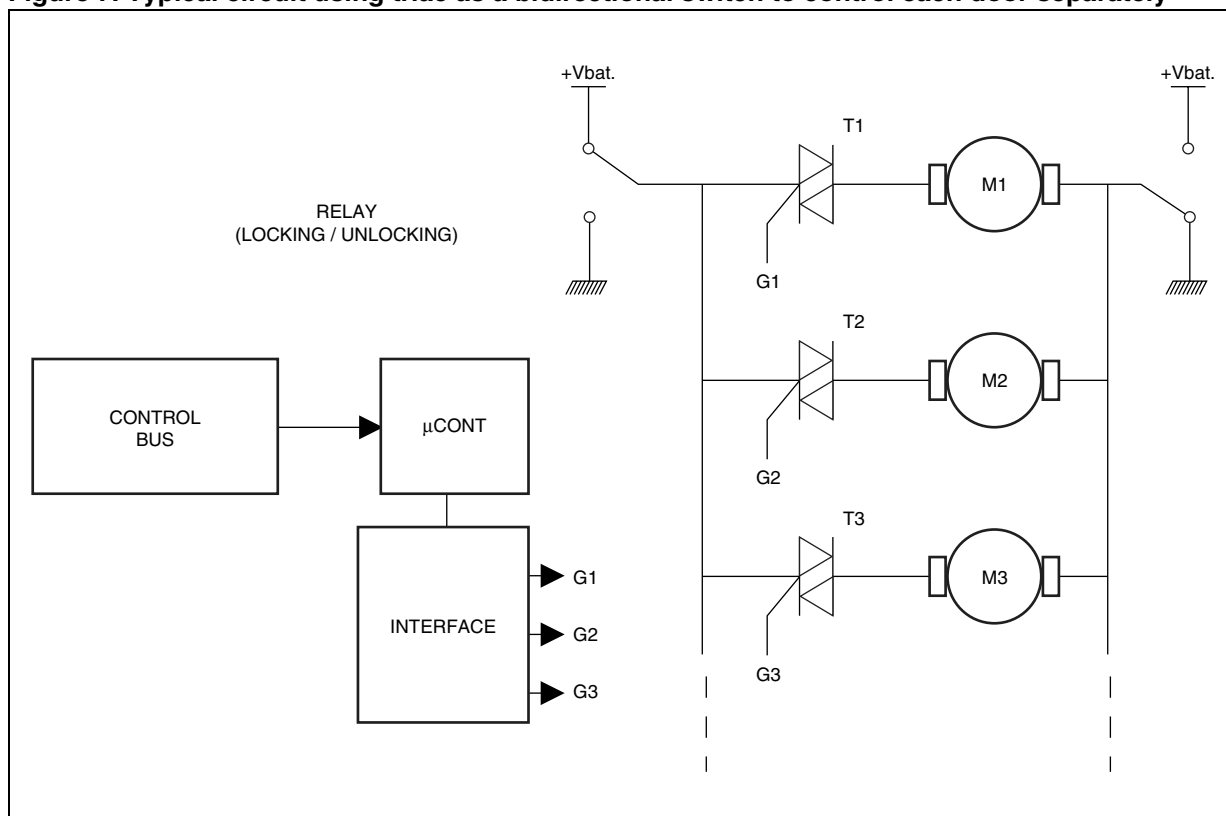 Figure 7. Typical circuit using triac as a bidirectional switch to control each door separately
+Vbat.
+Vbat.
T1
M1
RELAY
(LOCKING / UNLOCKING)
G1
T2
M2
CONTROL
BUS
µCONT
G2
T3
M3
G1
INTERFACE
G2
G3
G3